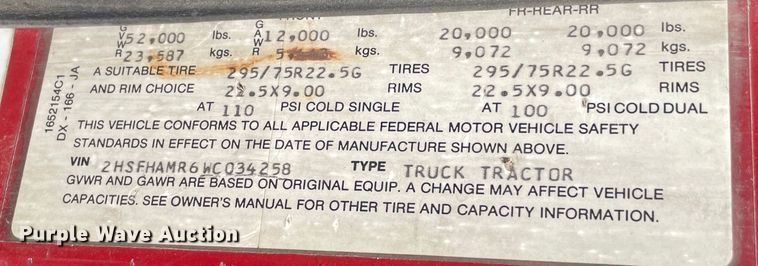 FRONT FR-REAR-RR
GVWR 52,000 lbs. GAWR 12,000 lbs. 20,000 20,000 lbs.
23,587 kgs. kgs. 9,072 9,072 kgs.
A SUITABLE TIRE 295/75R22.5G TIRES 295/75R22.5G TIRES
AND RIM CHOICE 22.5X9.00 RIMS 22.5X9.00 RIMS
AT 110 PSI COLD SINGLE AT 100 PSI COLD DUAL
THIS VEHICLE CONFORMS TO ALL APPLICABLE FEDERAL MOTOR VEHICLE SAFETY
STANDARDS IN EFFECT ON THE DATE OF MANUFACTURE SHOWN ABOVE.
VIN 2HSFHAMR6WC034258 TYPE TRUCK TRACTOR
GVWR AND GAWR ARE BASED ON ORIGINAL EQUIP. A CHANGE MAY AFFECT VEHICLE
CAPACITIES. SEE OWNER'S MANUAL FOR OTHER TIRE AND CAPACITY INFORMATION.
1652154C1
DX - 166 - JA
Purple Wave Auction